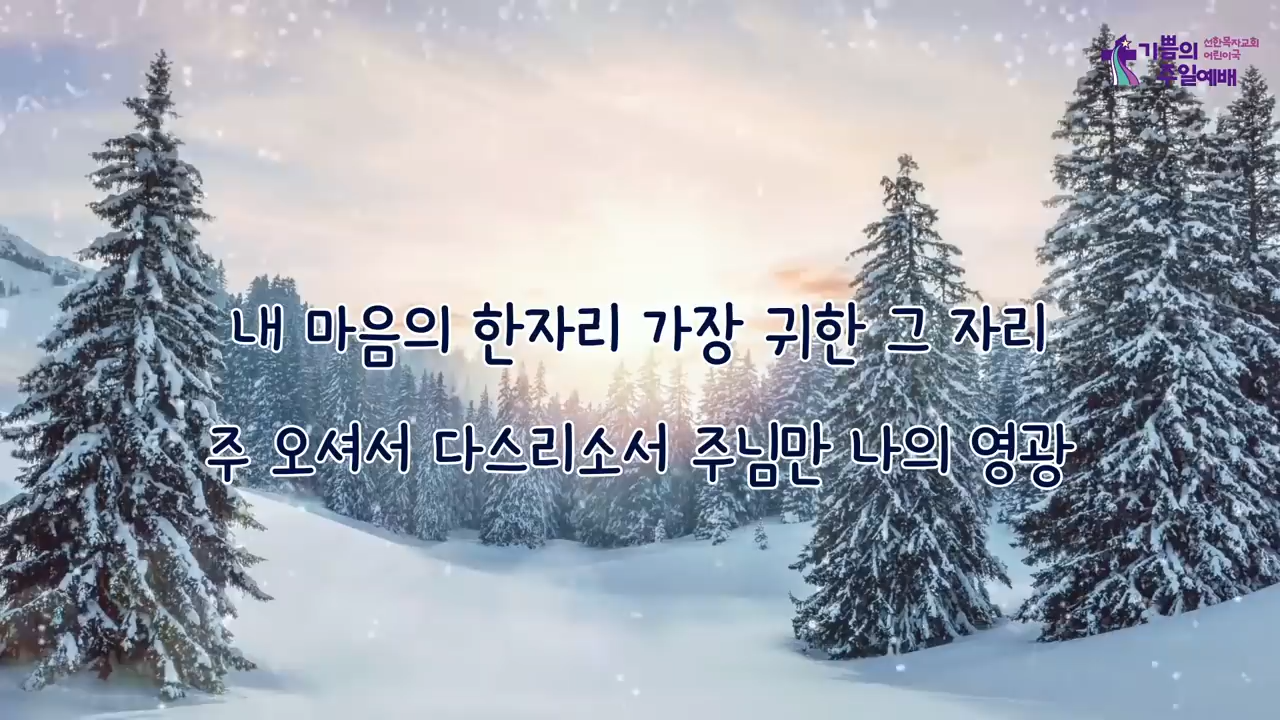 기쁨의
주일예배
선한목자교회
어린이국
내 마음의 한자리 가장 귀한 그 자리
주 오셔서 다스리소서 주님만 나의 영광